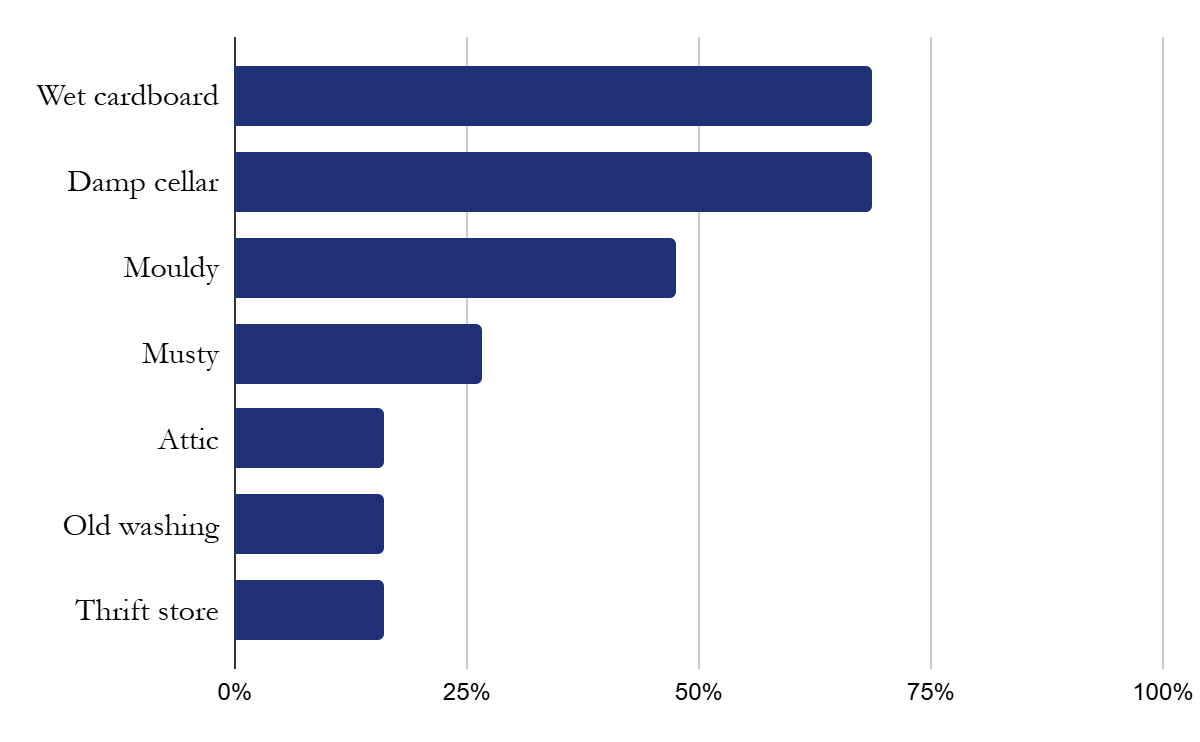 Wet cardboard
Damp cellar
Mouldy
Musty
Attic
Old washing
Thrift store
0% 25% 50% 75% 100%